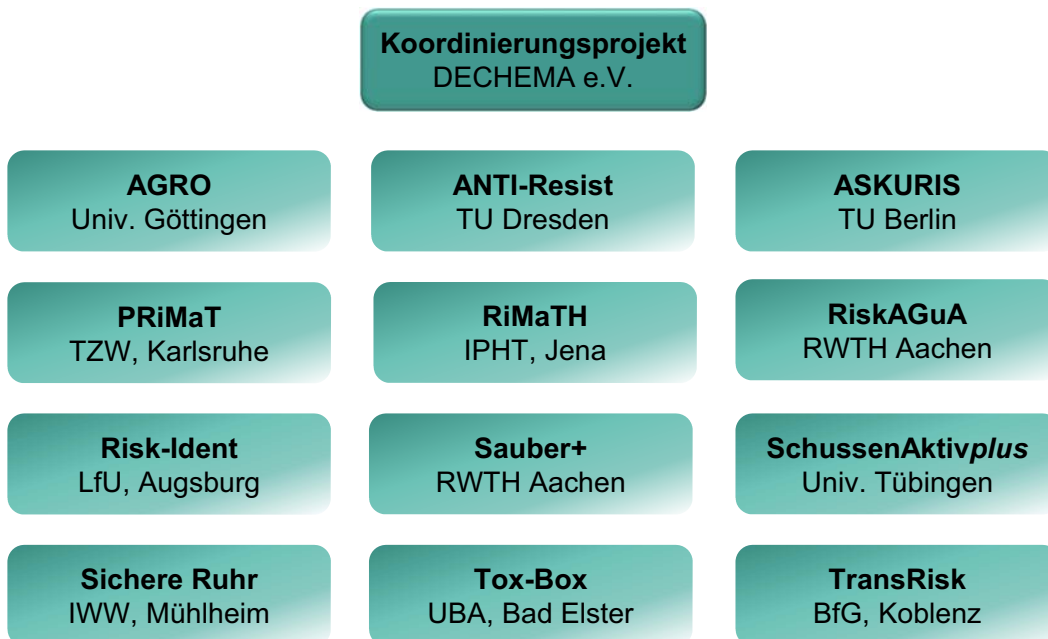 Koordinierungsprojekt
DECHEMA e.V.
AGRO
Univ. Göttingen
ANTI-Resist
TU Dresden
ASKURIS
TU Berlin
PRiMaT
TZW, Karlsruhe
RiMaTH
IPHT, Jena
RiskAGuA
RWTH Aachen
Risk-Ident
LfU, Augsburg
Sauber+
RWTH Aachen
SchussenAktivplus
Univ. Tübingen
Sichere Ruhr
IWW, Mühlheim
Tox-Box
UBA, Bad Elster
TransRisk
BfG, Koblenz